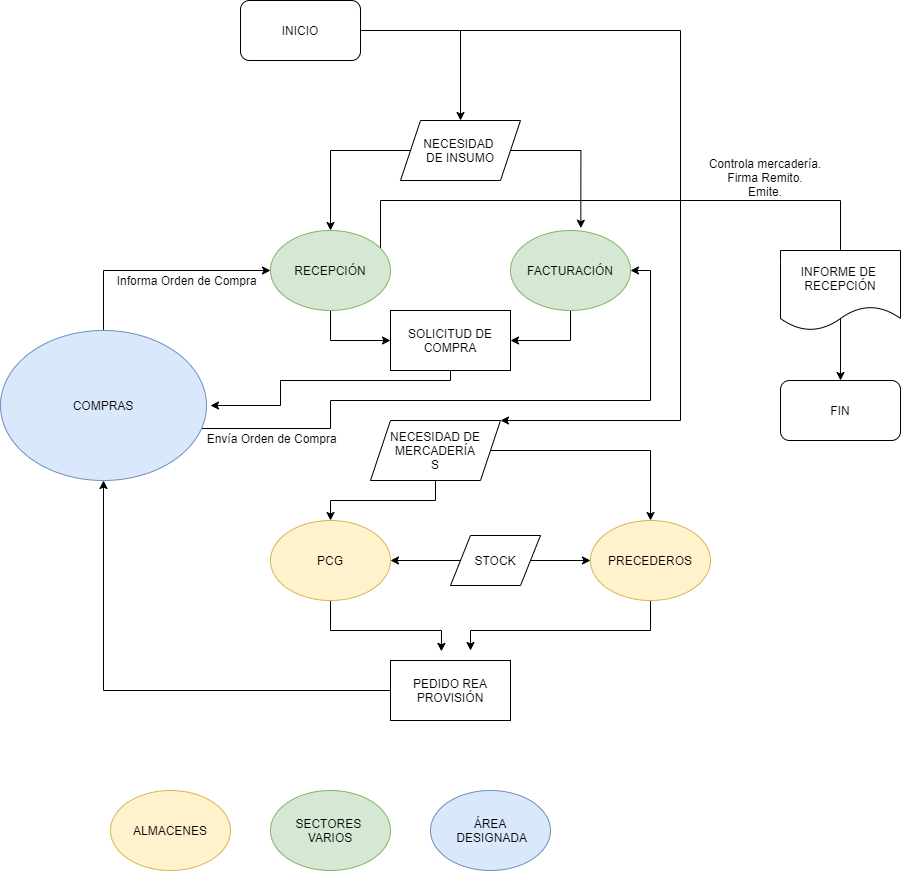 INICIO
NECESIDAD
DE INSUMO
Controla mercadería.
Firma Remito.
Emite.
RECEPCIÓN
FACTURACIÓN
INFORME DE
RECEPCIÓN
Informa Orden de Compra
SOLICITUD DE
COMPRA
COMPRAS
FIN
Envía Orden de Compra
NECESIDAD DE
MERCADERÍA
S
PCG
STOCK
PRECEDEROS
PEDIDO REA
PROVISIÓN
ALMACENES
SECTORES
VARIOS
ÁREA
DESIGNADA